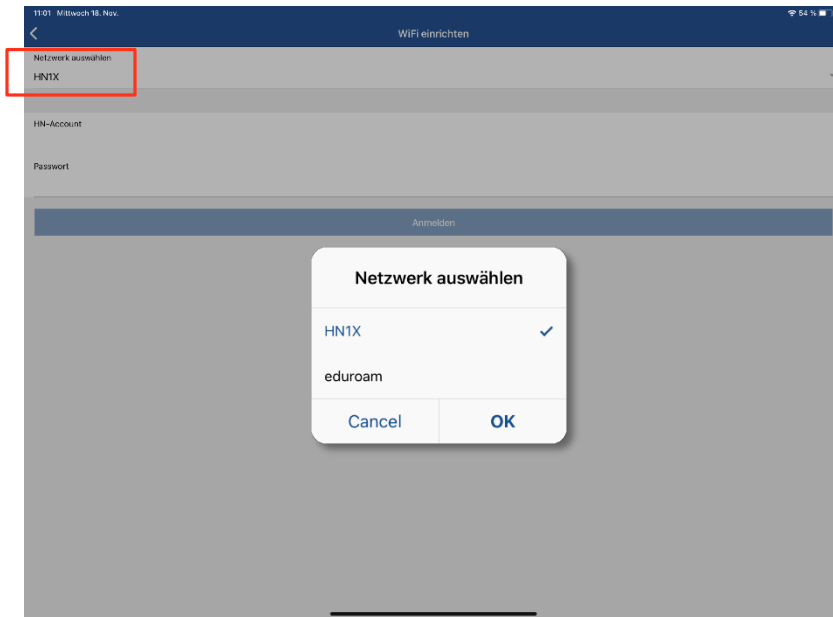 11:01 Mittwoch 18. Nov.
54 %
WiFi einrichten
Netzwerk auswählen
HN1X
HN-Account
Passwort
Anmelden
Netzwerk auswählen
HN1X
eduroam
Cancel
OK